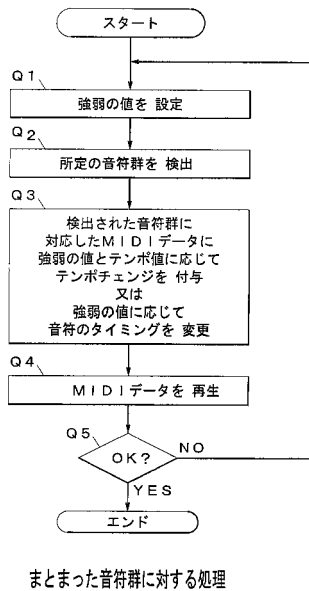 スタート
Q1
強弱の値を 設定
Q2
所定の音符群を 検出
Q3
検出された音符群に
対応したMIDIデータに
強弱の値とテンポ値に応じて
テンポチェンジを 付与
又は
強弱の値に応じて
音符のタイミングを 変更
Q4
MIDIデータを 再生
Q5
OK?
NO
YES
エンド
まとまった音符群に対する処理